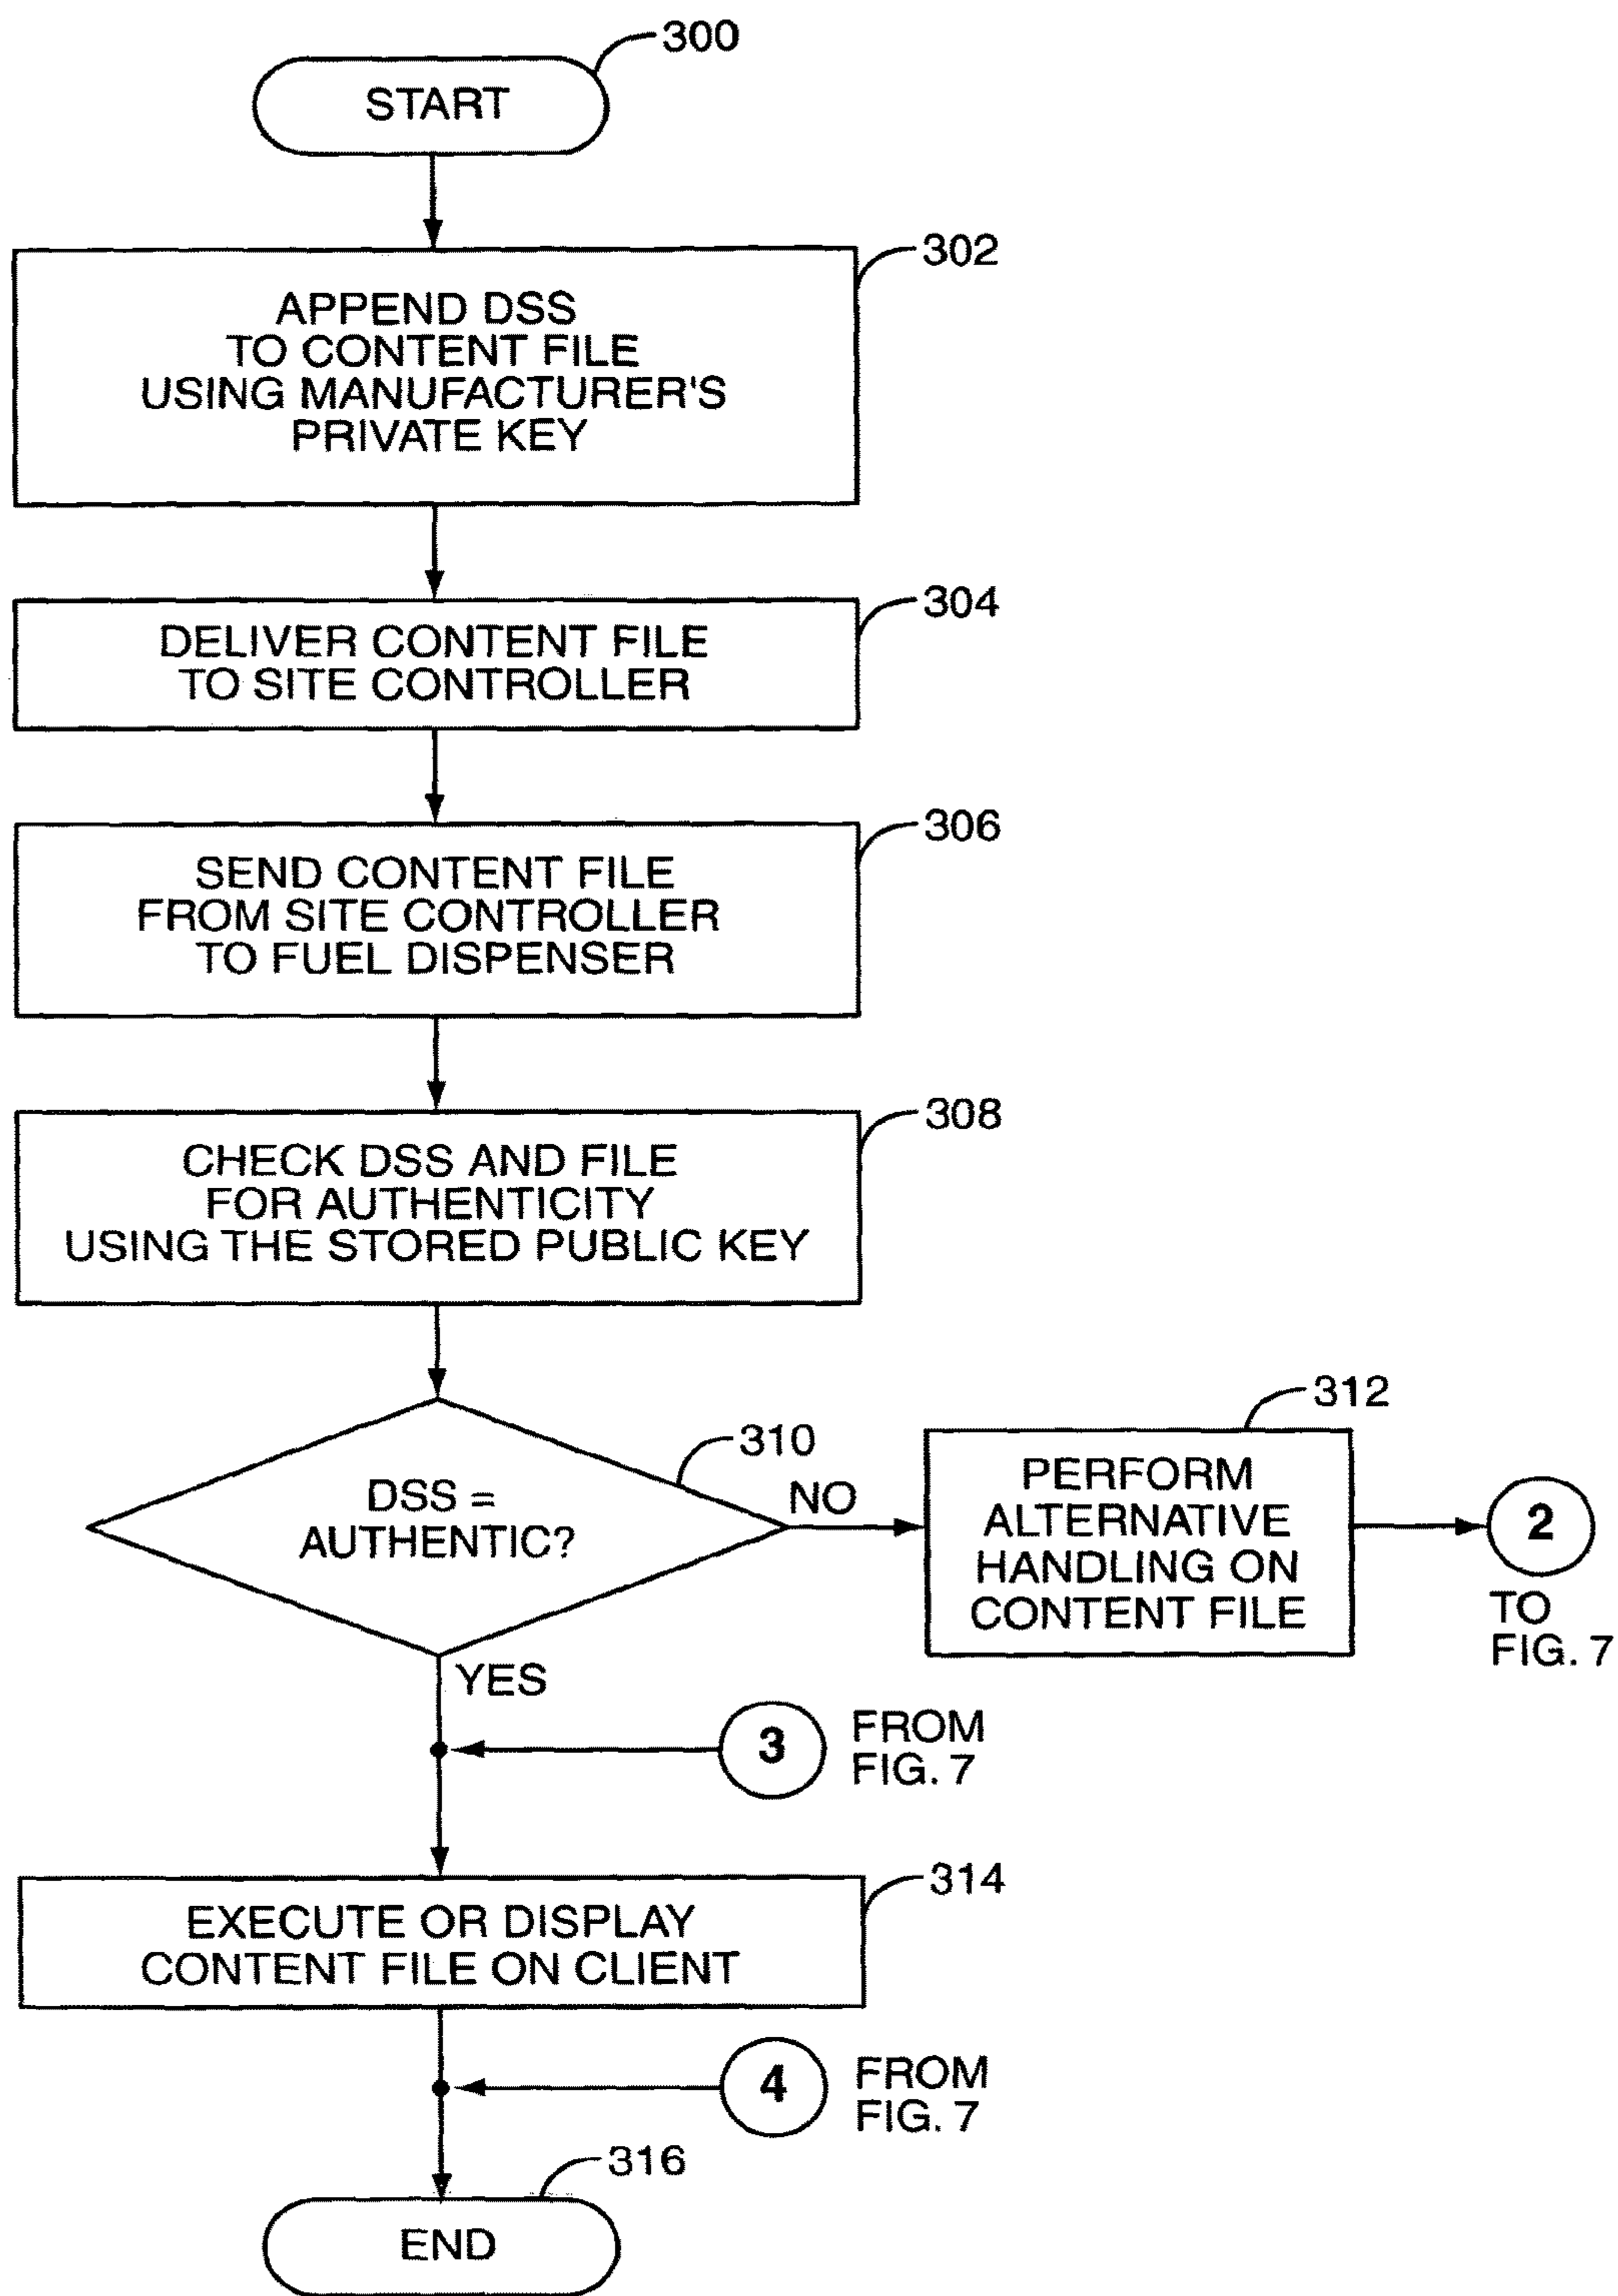 300
START
302
APPEND DSS
TO CONTENT FILE
USING MANUFACTURER'S
PRIVATE KEY
304
DELIVER CONTENT FILE
TO SITE CONTROLLER
306
SEND CONTENT FILE
FROM SITE CONTROLLER
TO FUEL DISPENSER
308
CHECK DSS AND FILE
FOR AUTHENTICITY
USING THE STORED PUBLIC KEY
310
DSS =
AUTHENTIC?
NO
312
PERFORM
ALTERNATIVE
HANDLING ON
CONTENT FILE
2
TO
FIG. 7
YES
3
FROM
FIG. 7
314
EXECUTE OR DISPLAY
CONTENT FILE ON CLIENT
4
FROM
FIG. 7
316
END